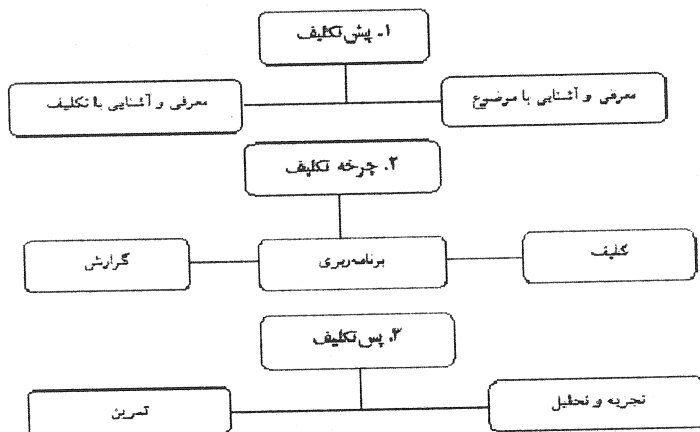 ۱- پیش تکلیف
معرفی و آشنایی با موضوع
معرفی و آشنایی با تکلیف
۲. چرخه تکلیف
تکلیف
برنامه‌ریزی
گزارش
۳. پس تکلیف
تجزیه و تحلیل
تمرین